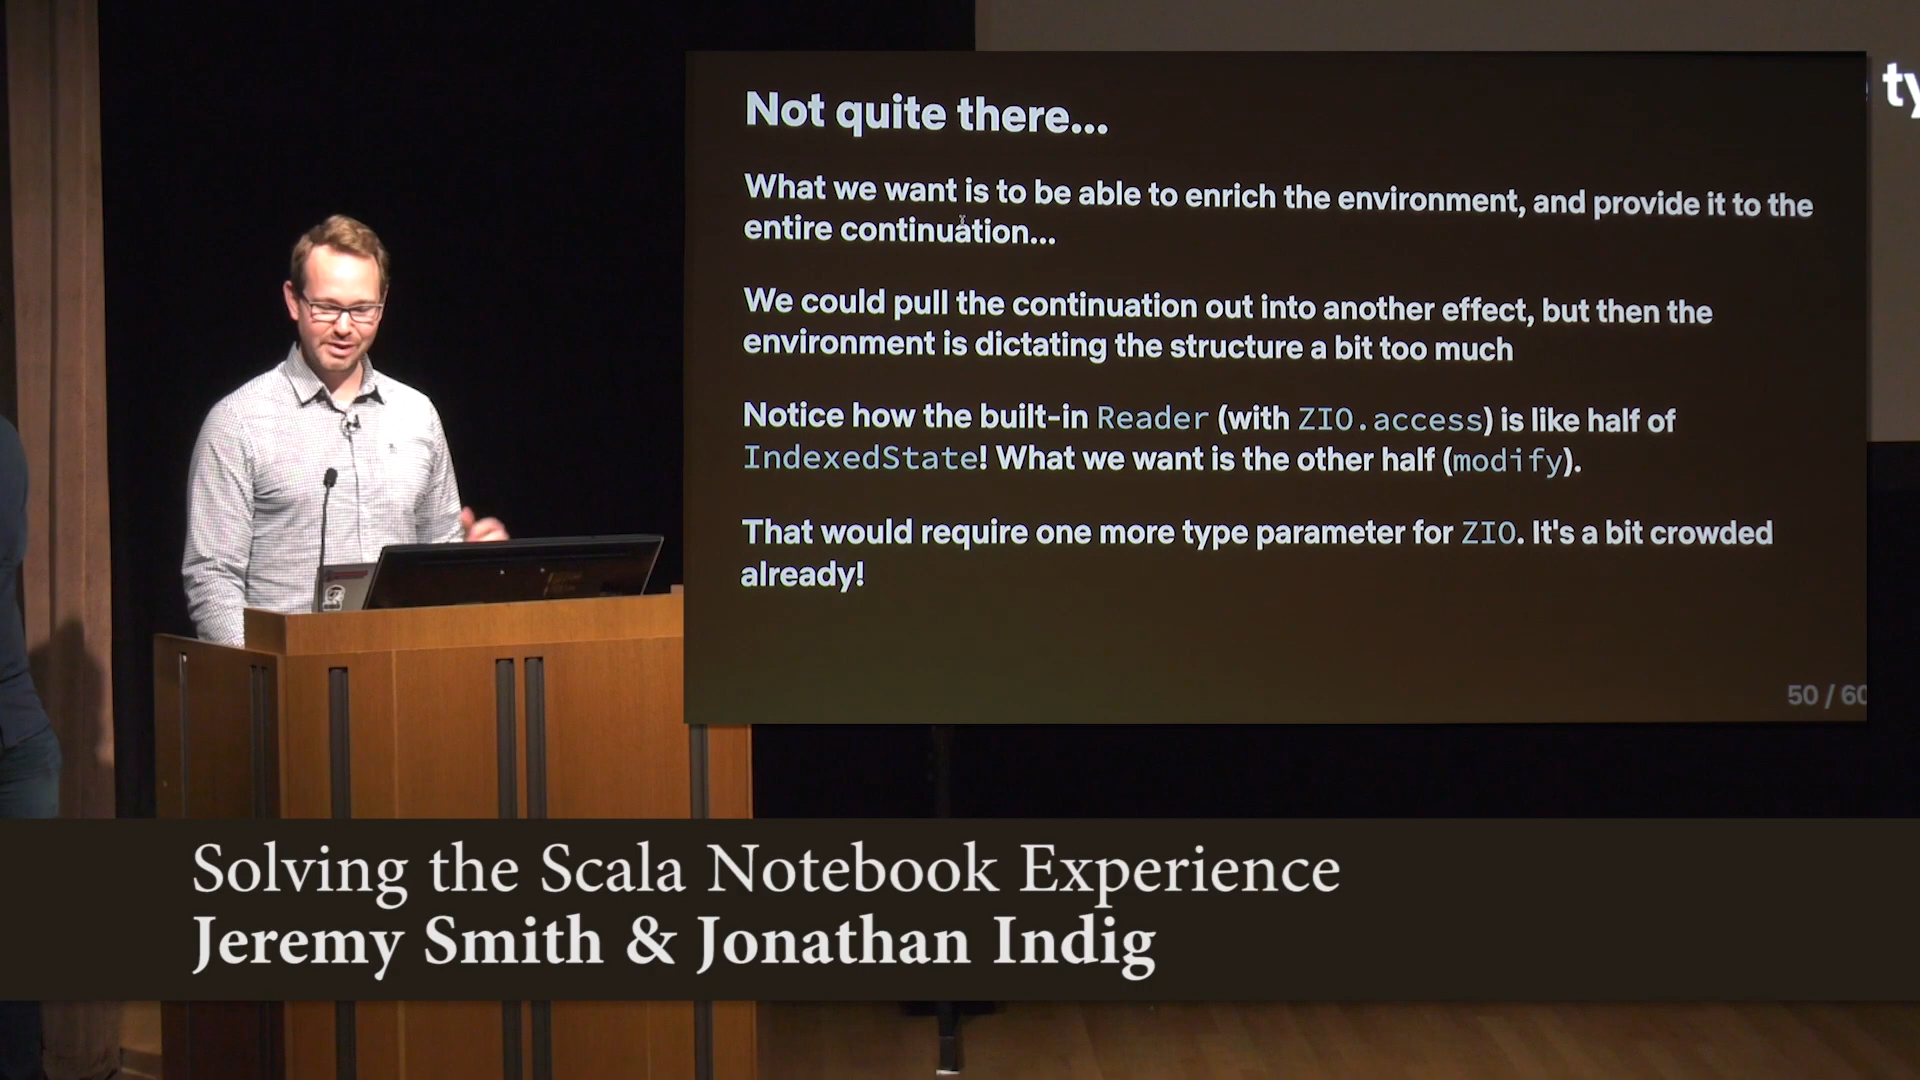 Not quite there...
What we want is to be able to enrich the environment, and provide it to the
entire continuation...
We could pull the continuation out into another effect, but then the
environment is dictating the structure a bit too much
Notice how the built-in Reader (with ZIO.access) is like half of
IndexedState! What we want is the other half (modify).
That would require one more type parameter for ZIO. It's a bit crowded
already!
50 / 60
ty
Solving the Scala Notebook Experience
Jeremy Smith & Jonathan Indig